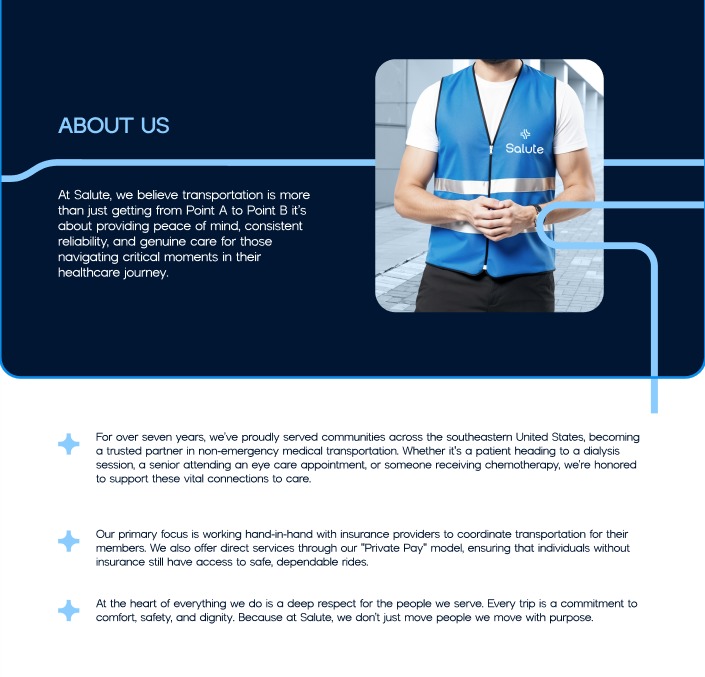 ABOUT US
Salute
At Salute, we believe transportation is more
than just getting from Point A to Point B it's
about providing peace of mind, consistent
reliability, and genuine care for those
navigating critical moments in their
healthcare journey.
For over seven years, we've proudly served communities across the southeastern United States, becoming
a trusted partner in non-emergency medical transportation. Whether it's a patient heading to a dialysis
session, a senior attending an eye care appointment, or someone receiving chemotherapy, we're honored
to support these vital connections to care.
Our primary focus is working hand-in-hand with insurance providers to coordinate transportation for their
members. We also offer direct services through our "Private Pay" model, ensuring that individuals without
insurance still have access to safe, dependable rides.
At the heart of everything we do is a deep respect for the people we serve. Every trip is a commitment to
comfort, safety, and dignity. Because at Salute, we don't just move people we move with purpose.